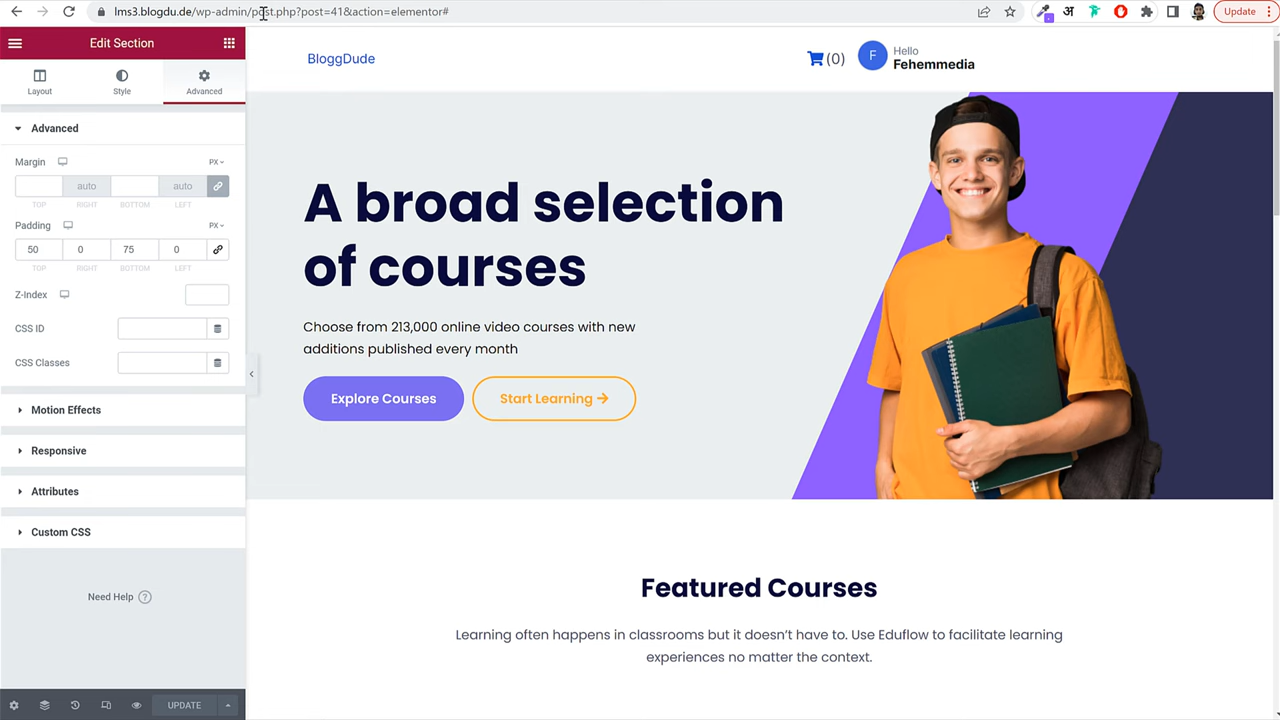 lms3.blogdu.de/wp-admin/post.php?post=41&action=elementor#
Update
Edit Section
Layout
Style
Advanced
Advanced
Margin
PX
auto
auto
TOP
RIGHT
BOTTOM
LEFT
Padding
PX
50
0
75
0
TOP
RIGHT
BOTTOM
LEFT
Z-Index
CSS ID
CSS Classes
Motion Effects
Responsive
Attributes
Custom CSS
Need Help ?
UPDATE
BloggDude
(0)
F
Hello
Fehemmedia
A broad selection
of courses
Choose from 213,000 online video courses with new
additions published every month
Explore Courses
Start Learning →
Featured Courses
Learning often happens in classrooms but it doesn’t have to. Use Eduflow to facilitate learning
experiences no matter the context.